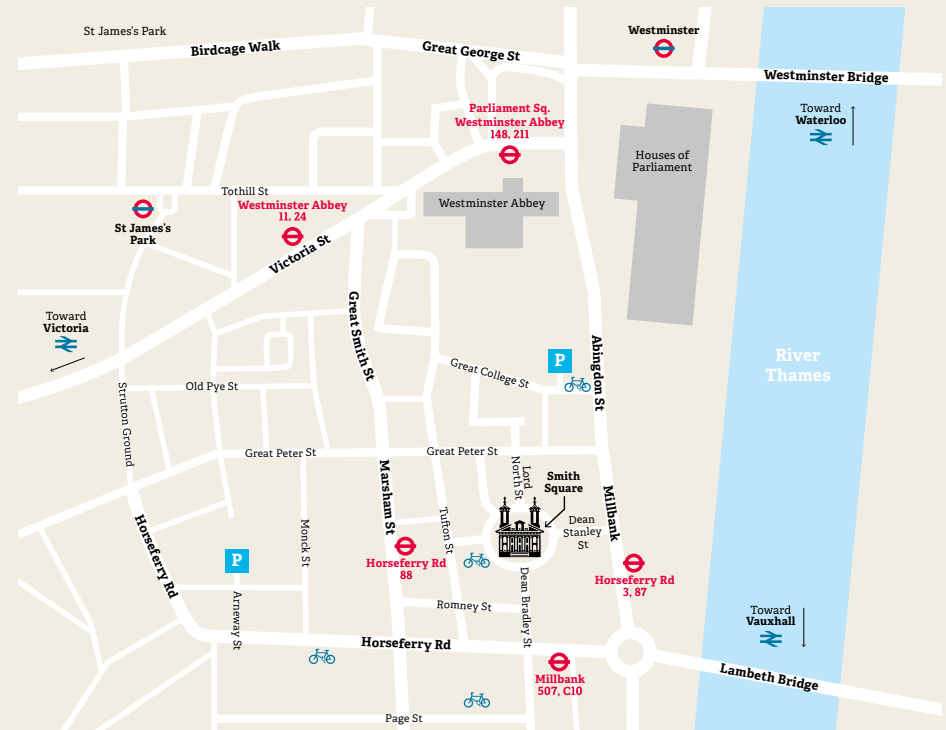 St James's Park
Birdcage Walk
Great George St
Westminster
Westminster Bridge
Parliament Sq.
Westminster Abbey
148, 211
Toward
Waterloo
Houses of
Parliament
Tothill St
Westminster Abbey
11, 24
Westminster Abbey
St James's
Park
Victoria St
Toward
Victoria
Great Smith St
Abingdon St
River
Thames
P
Great College St
Old Pye St
Strutton Ground
Great Peter St
Great Peter St
Lord
North St
Smith
Square
Marsham St
Millbank
Tufton St
Dean
Stanley
St
Horseferry Rd
Monck St
P
Horseferry Rd
88
Horseferry Rd
3, 87
Arneway St
Dean Bradley St
Romney St
Toward
Vauxhall
Horseferry Rd
Millbank
507, C10
Lambeth Bridge
Page St